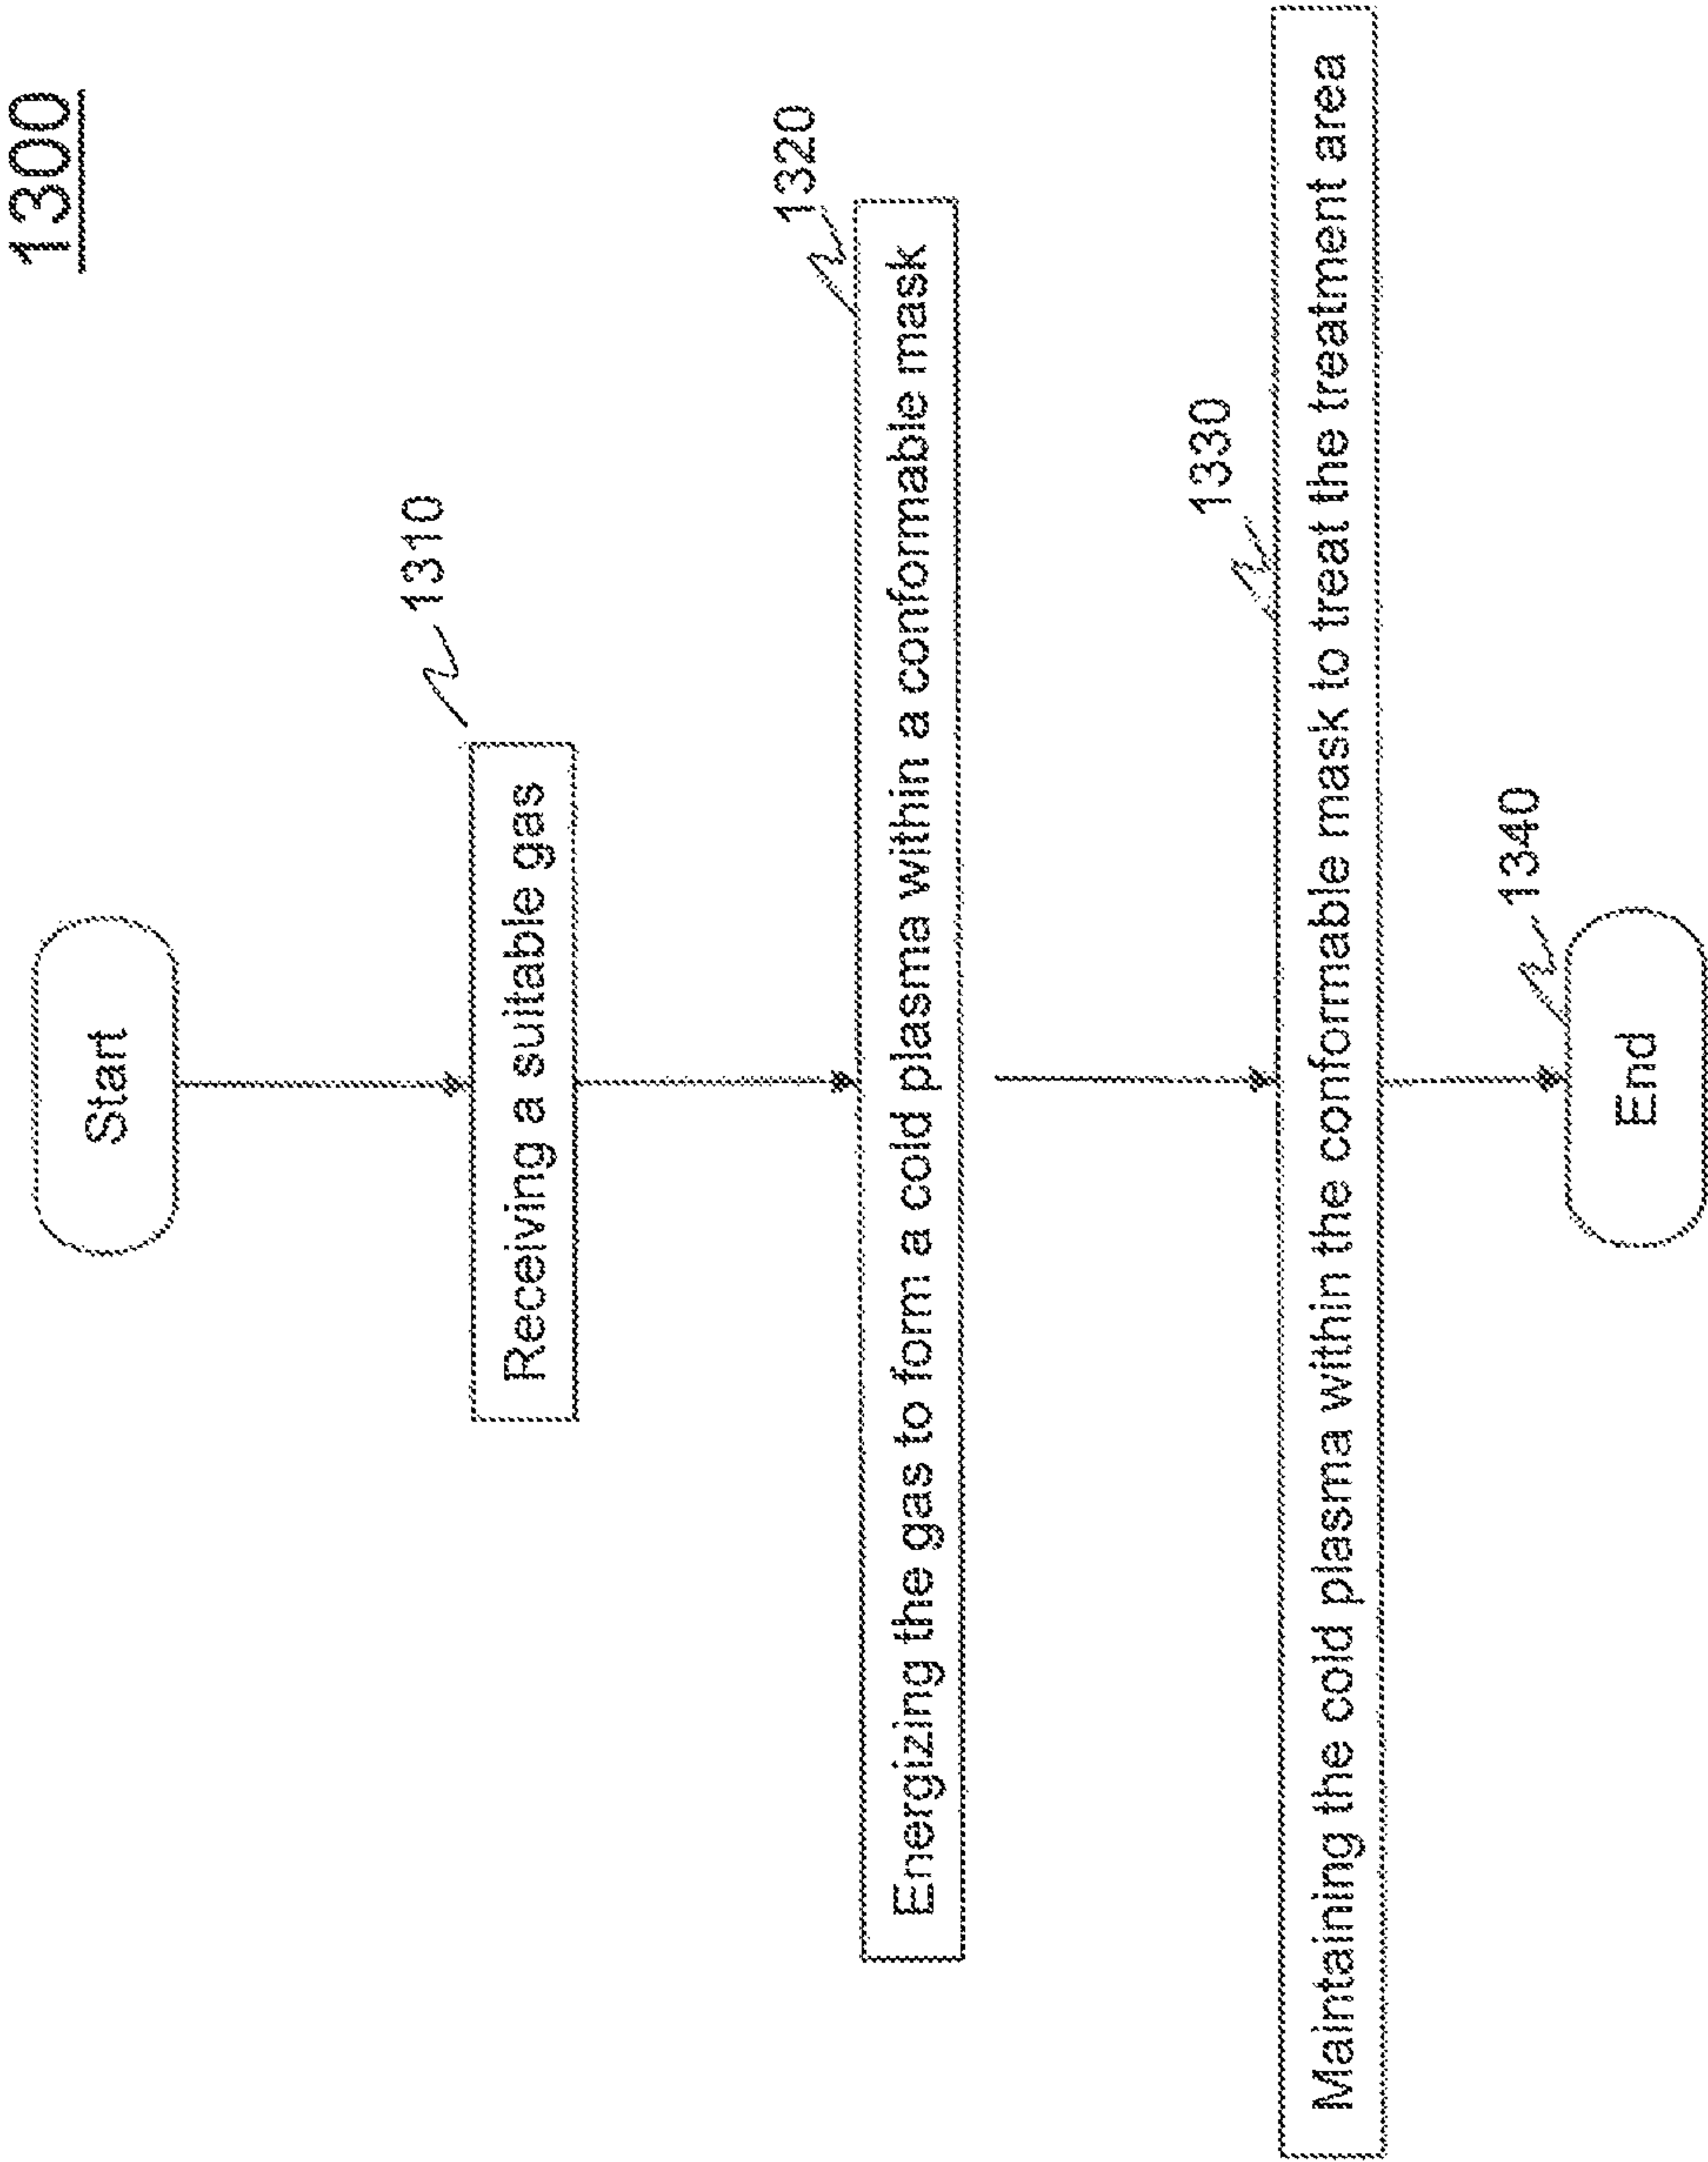 1300
Start
1310
Receiving a suitable gas
1320
Energizing the gas to form a cold plasma within a conformable mask
1330
Maintaining the cold plasma within the conformable mask to treat the treatment area
1340
End